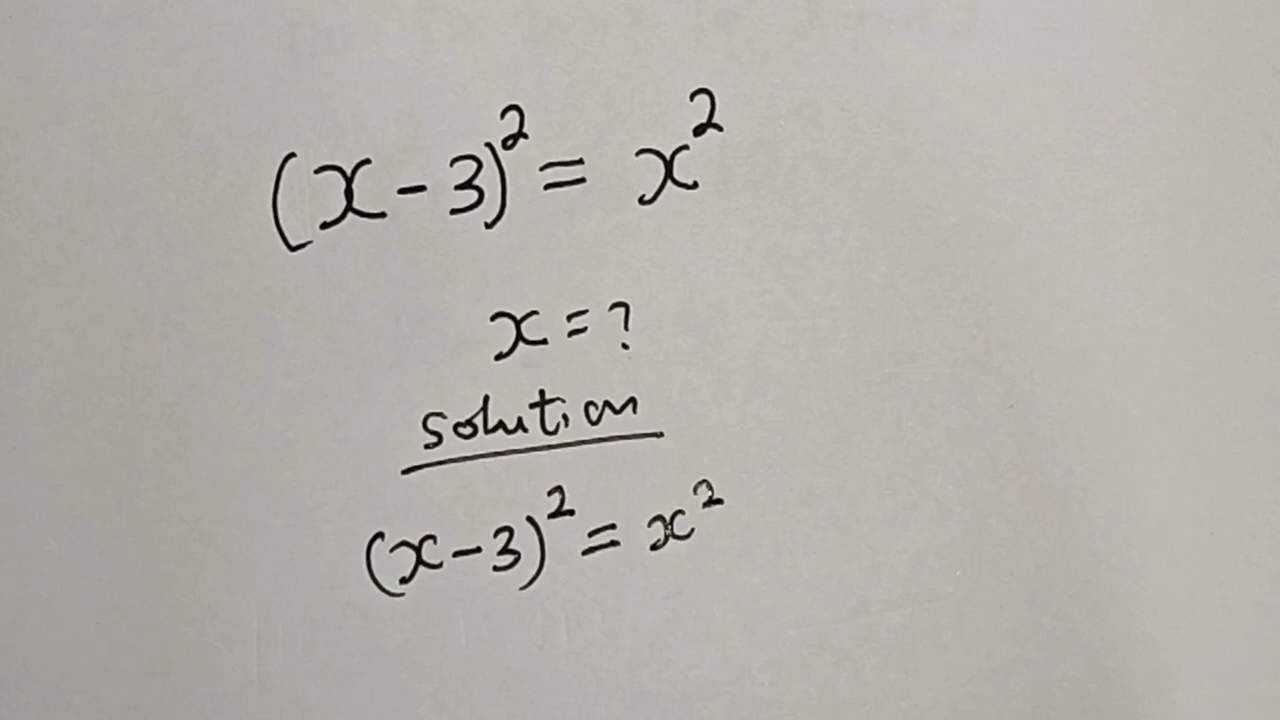 (x-3)² = x²
x = ?
solution
(x-3)² = x²